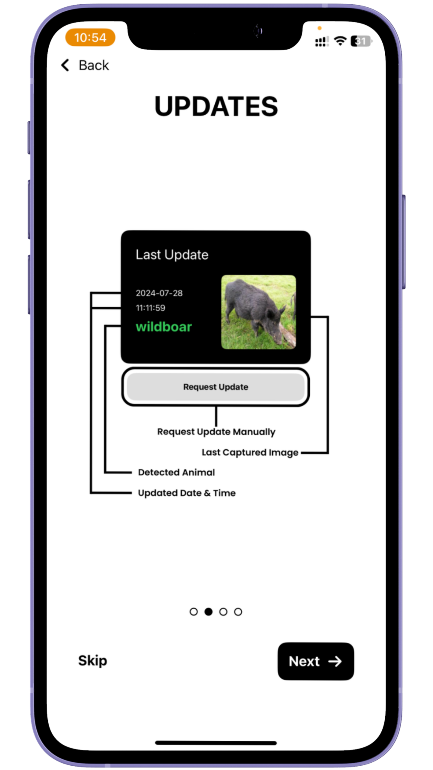 10:54
31
Back
UPDATES
Last Update
2024-07-28
11:11:59
wildboar
Request Update
Request Update Manually
Last Captured Image
Detected Animal
Updated Date & Time
Skip
Next